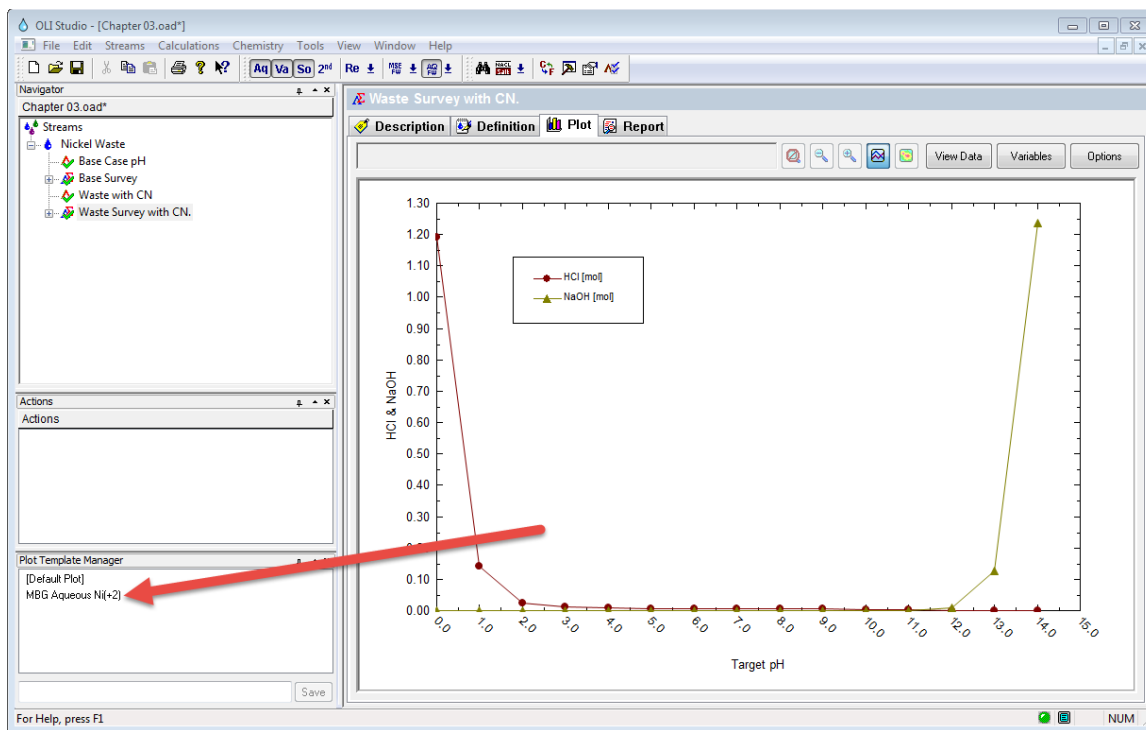 OLI Studio - [Chapter 03.oad*]
File Edit Streams Calculations Chemistry Tools View Window Help
Aq Va So 2nd Re MSE FW AQ FW NACL
Navigator
Chapter 03.oad*
Streams
Nickel Waste
Base Case pH
Base Survey
Waste with CN
Waste Survey with CN.
Actions
Actions
Plot Template Manager
[Default Plot]
MBG Aqueous Ni(+2)
Save
Waste Survey with CN.
Description Definition Plot Report
View Data Variables Options
1.30
1.20
1.10
1.00
0.90
0.80
0.70
0.60
0.50
0.40
0.30
0.10
0.00
HCl & NaOH
HCl [mol]
NaOH [mol]
0.0 1.0 2.0 3.0 4.0 5.0 6.0 7.0 8.0 9.0 10.0 11.0 12.0 13.0 14.0 15.0
Target pH
For Help, press F1
NUM